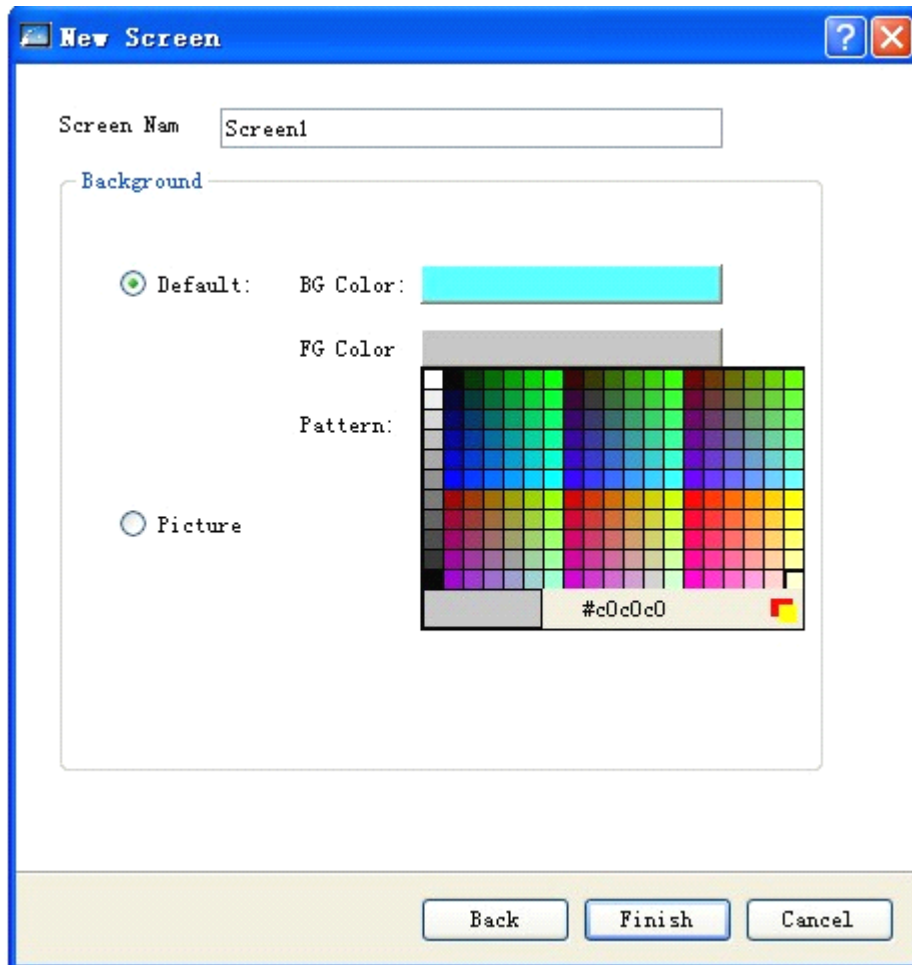 New Screen
Screen Nam Screen1
Background
Default: BG Color:
FG Color
Pattern:
Picture
#c0c0c0
Back Finish Cancel